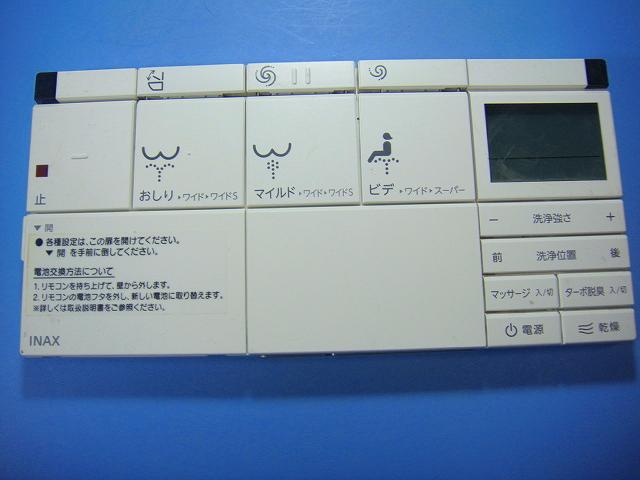 止
おしり ▸ワイド▸ワイドS
マイルド ▸ワイド▸ワイドS
ビデ ▸ワイド▸スーパー
− 洗浄強さ +
前 洗浄位置 後
マッサージ 入/切
ターボ脱臭 入/切
電源
乾燥
▼開
●各種設定は、この扉を開けてください。
▼開 を手前に倒してください。
電池交換方法について
1. リモコンを持ち上げて、壁から外します。
2. リモコンの電池フタを外し、新しい電池に取り替えます。
※詳しくは取扱説明書をご参照ください。
INAX